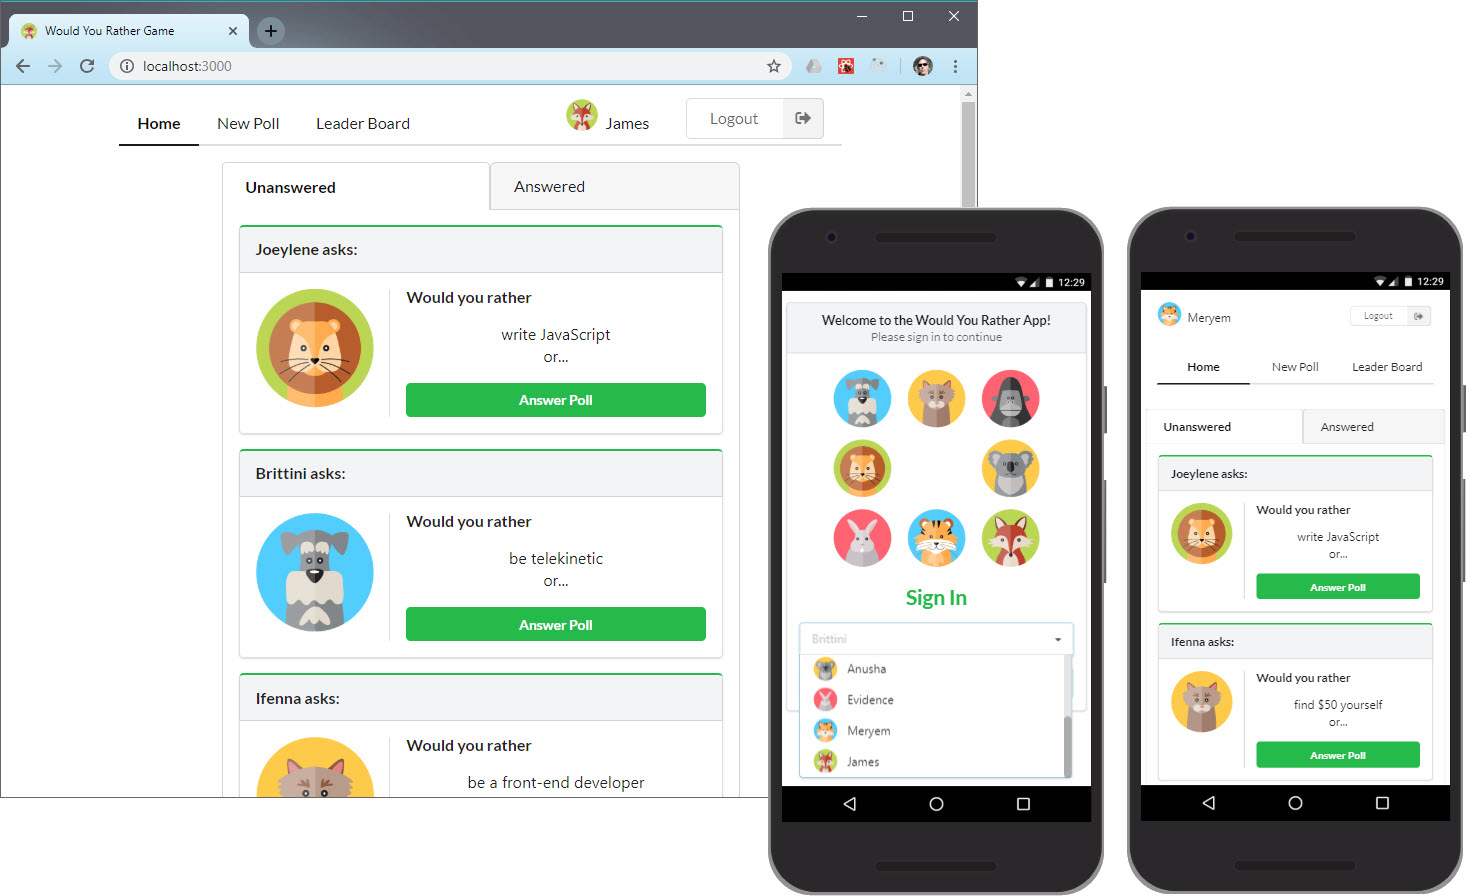 Would You Rather Game
localhost:3000
Home
New Poll
Leader Board
James
Logout
Unanswered
Answered
Joeylene asks:
Would you rather
write JavaScript
or...
Answer Poll
Brittini asks:
Would you rather
be telekinetic
or...
Answer Poll
Ifenna asks:
Would you rather
be a front-end developer
12:29
Welcome to the Would You Rather App!
Please sign in to continue
Sign In
Brittini
Anusha
Evidence
Meryem
James
12:29
Meryem
Logout
Home
New Poll
Leader Board
Unanswered
Answered
Joeylene asks:
Would you rather
write JavaScript
or...
Answer Poll
Ifenna asks:
Would you rather
find $50 yourself
or...
Answer Poll